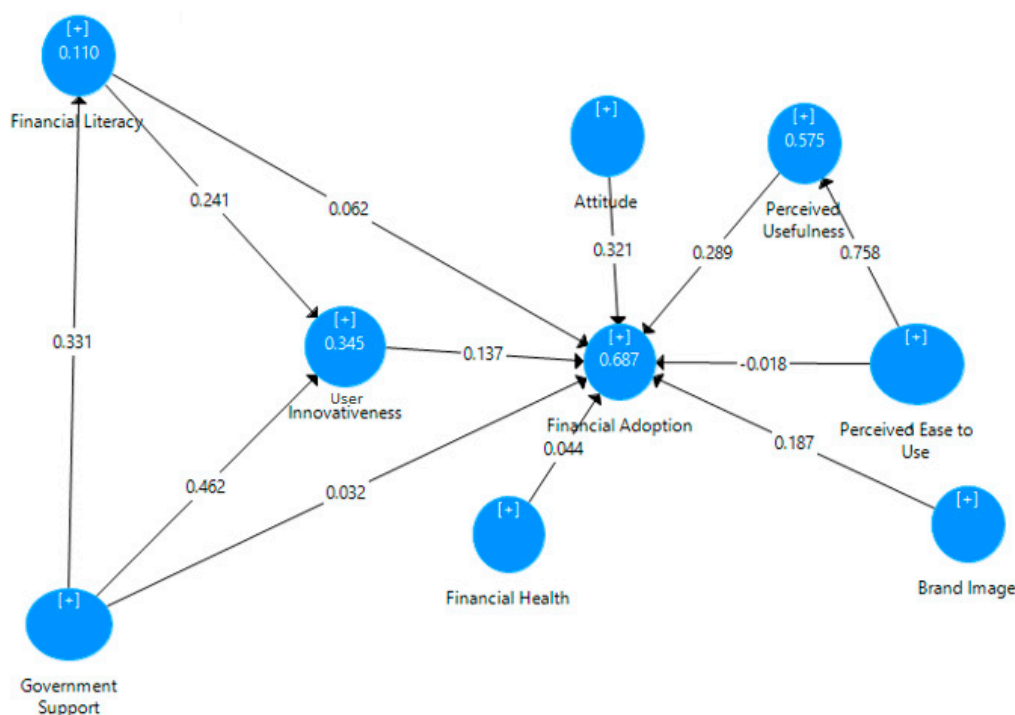 [+]
0.110
Financial Literacy
[+]
Attitude
[+]
0.575
Perceived
Usefulness
0.241
0.062
0.321
0.289
0.758
0.331
[+]
0.345
User
Innovativeness
0.137
[+]
0.687
Financial Adoption
-0.018
[+]
Perceived Ease to
Use
0.044
0.187
0.462
0.032
[+]
Financial Health
[+]
Brand Image
[+]
Government
Support